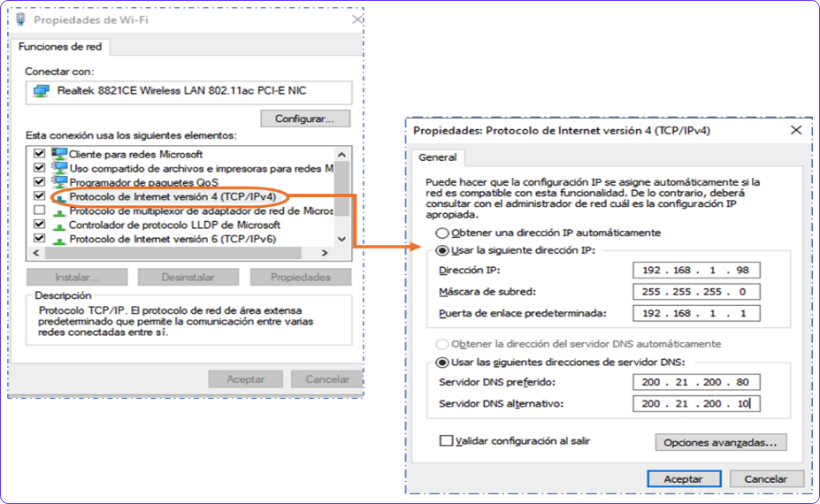 Propiedades de Wi-Fi
Funciones de red
Conectar con:
Realtek 8821CE Wireless LAN 802.11ac PCI-E NIC
Configurar...
Esta conexión usa los siguientes elementos:
Cliente para redes Microsoft
Uso compartido de archivos e impresoras para redes M
Programador de paquetes QoS
Protocolo de Internet versión 4 (TCP/IPv4)
Protocolo de multiplexor de adaptador de red de Micros
Controlador de protocolo LLDP de Microsoft
Protocolo de Internet versión 6 (TCP/IPv6)
Instalar...
Desinstalar
Propiedades
Descripción
Protocolo TCP/IP. El protocolo de red de área extensa
predeterminado que permite la comunicación entre varias
redes conectadas entre sí.
Aceptar
Cancelar
Propiedades: Protocolo de Internet versión 4 (TCP/IPv4)
General
Puede hacer que la configuración IP se asigne automáticamente si la
red es compatible con esta funcionalidad. De lo contrario, deberá
consultar con el administrador de red cuál es la configuración IP
apropiada.
Obtener una dirección IP automáticamente
Usar la siguiente dirección IP:
Dirección IP: 192 . 168 . 1 . 98
Máscara de subred: 255 . 255 . 255 . 0
Puerta de enlace predeterminada: 192 . 168 . 1 . 1
Obtener la dirección del servidor DNS automáticamente
Usar las siguientes direcciones de servidor DNS:
Servidor DNS preferido: 200 . 21 . 200 . 80
Servidor DNS alternativo: 200 . 21 . 200 . 10
Validar configuración al salir
Opciones avanzadas...
Aceptar
Cancelar